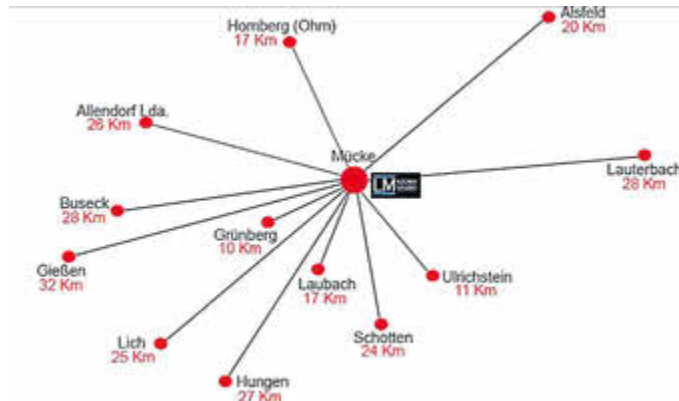 Alsfeld
20 Km
Homberg (Ohm)
17 Km
Allendorf Lda.
26 Km
Mücke
Lauterbach
28 Km
Buseck
28 Km
Grünberg
10 Km
Gießen
32 Km
Laubach
17 Km
Ulrichstein
11 Km
Schotten
24 Km
Lich
25 Km
Hungen
27 Km